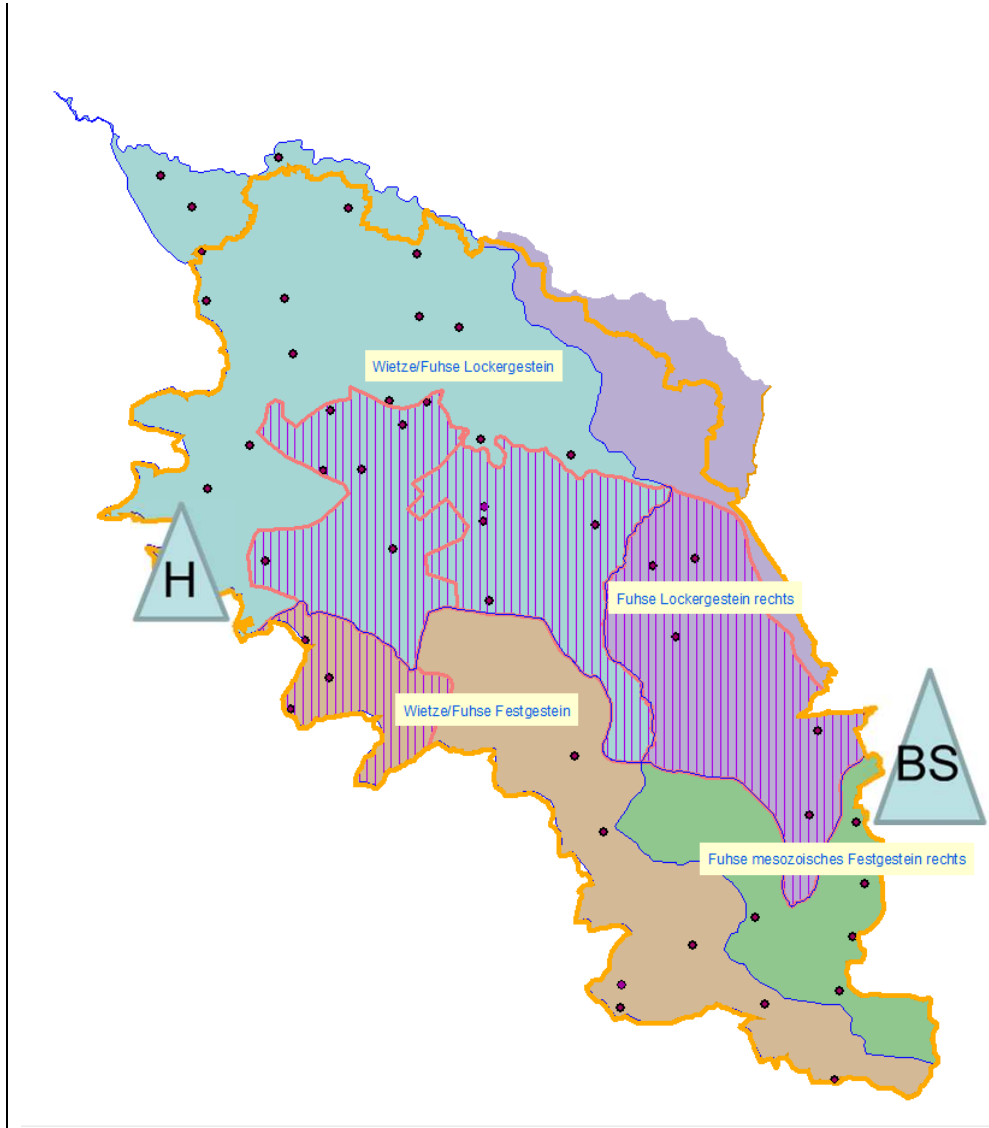 Wietze/Fuhse Lockergestein
H
Fuhse Lockergestein rechts
Wietze/Fuhse Festgestein
BS
Fuhse mesozoisches Festgestein rechts